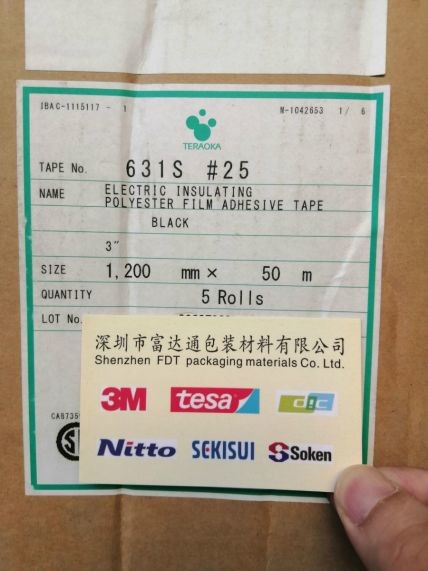 IBAC-1115117 - 1 M-1042653 1/ 6
TERAOKA
TAPE No. 631S #25
NAME ELECTRIC INSULATING
POLYESTER FILM ADHESIVE TAPE
BLACK
3"
SIZE 1,200 mm × 50 m
QUANTITY 5 Rolls
LOT No.
深圳市富达通包装材料有限公司
Shenzhen FDT packaging materials Co. Ltd.
3M tesa dic
Nitto SEKISUI Soken